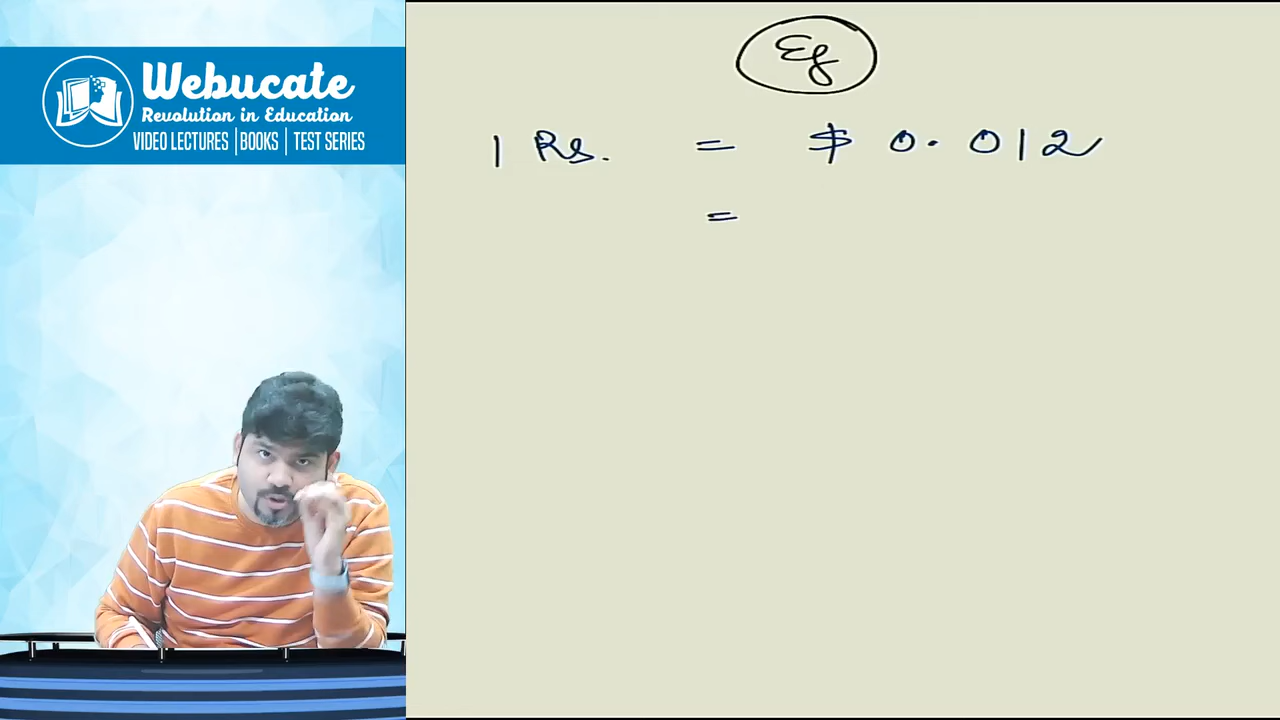 Webucate
Revolution in Education
VIDEO LECTURES | BOOKS | TEST SERIES
Eg
1 Rs. = $ 0.012
=